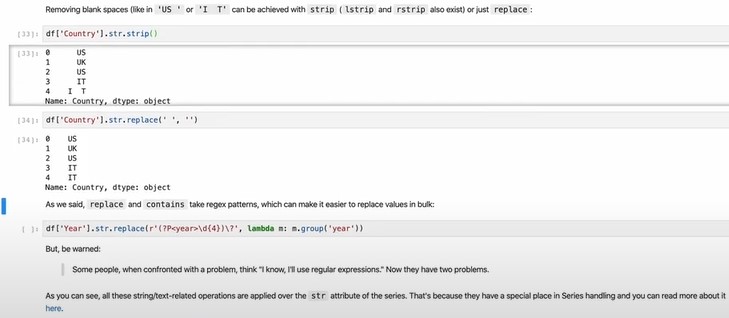 Removing blank spaces (like in 'US ' or 'I  T' can be achieved with strip ( lstrip and rstrip also exist) or just replace :
[33]: df['Country'].str.strip()
[33]: 0 US
1 UK
2 US
3 IT
4 I  T
Name: Country, dtype: object
[34]: df['Country'].str.replace(' ', '')
[34]: 0 US
1 UK
2 US
3 IT
4 IT
Name: Country, dtype: object
As we said, replace and contains take regex patterns, which can make it easier to replace values in bulk:
[ ]: df['Year'].str.replace(r'(?P<year>\d{4})\?', lambda m: m.group('year'))
But, be warned:
Some people, when confronted with a problem, think "I know, I'll use regular expressions." Now they have two problems.
As you can see, all these string/text-related operations are applied over the str attribute of the series. That's because they have a special place in Series handling and you can read more about it
here.